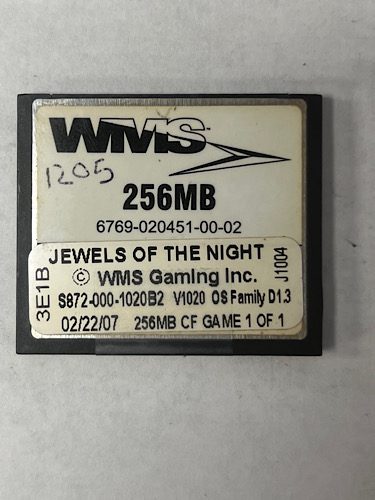 WMS
1205
256MB
6769-020451-00-02
JEWELS OF THE NIGHT
© WMS Gaming Inc.
S872-000-1020B2 V1020 OS Family D1.3
02/22/07 256MB CF GAME 1 OF 1
3E1B
J1004